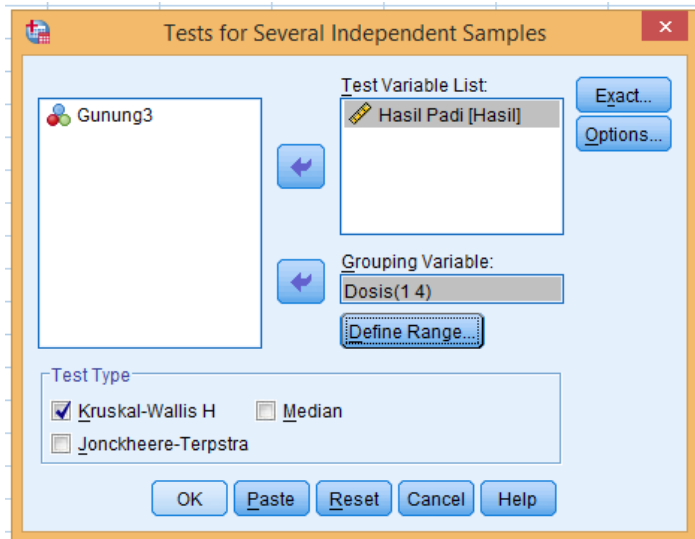 Tests for Several Independent Samples
Test Variable List:
Gunung3
Hasil Padi [Hasil]
Exact...
Options...
Grouping Variable:
Dosis(1 4)
Define Range...
Test Type
Kruskal-Wallis H
Median
Jonckheere-Terpstra
OK
Paste
Reset
Cancel
Help